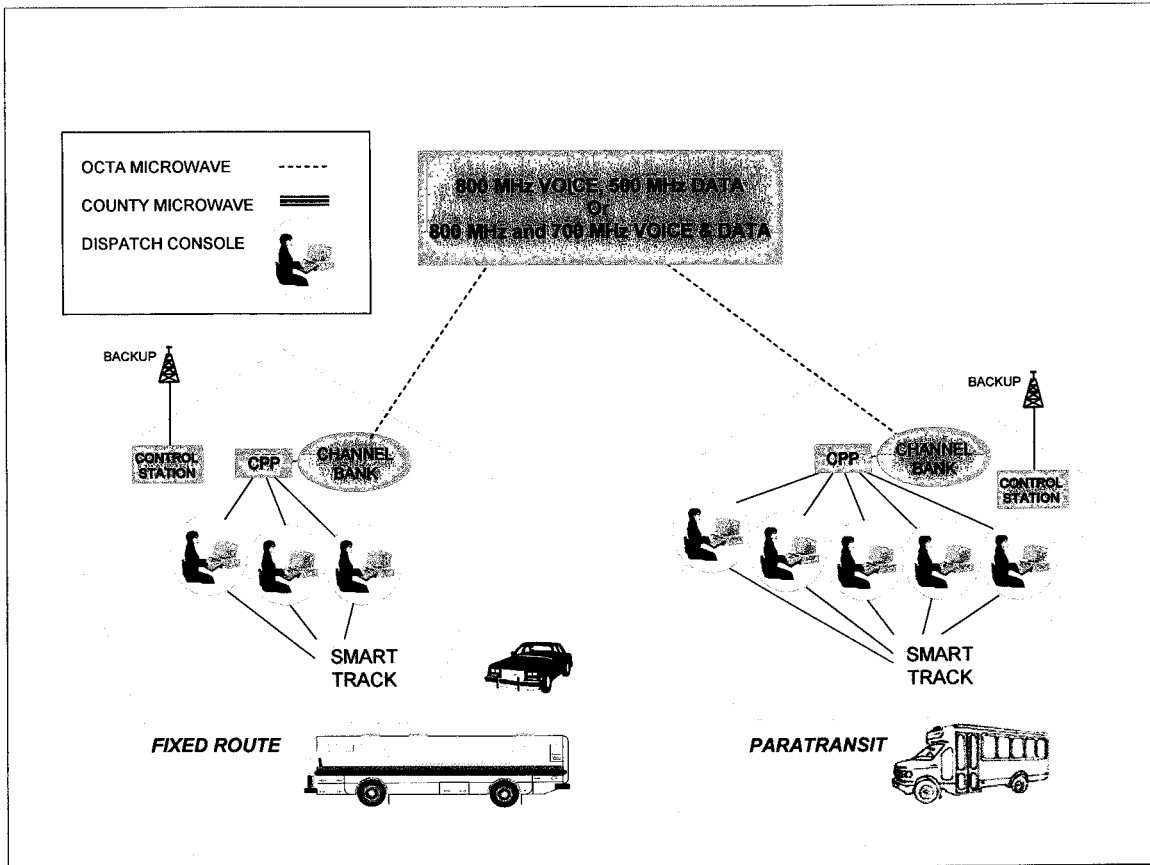 OCTA MICROWAVE
COUNTY MICROWAVE
DISPATCH CONSOLE
800 MHz VOICE, 500 MHz DATA
Or
800 MHz and 700 MHz VOICE & DATA
BACKUP
CONTROL
STATION
CPP
CHANNEL
BANK
SMART
TRACK
FIXED ROUTE
BACKUP
CPP
CHANNEL
BANK
CONTROL
STATION
SMART
TRACK
PARATRANSIT